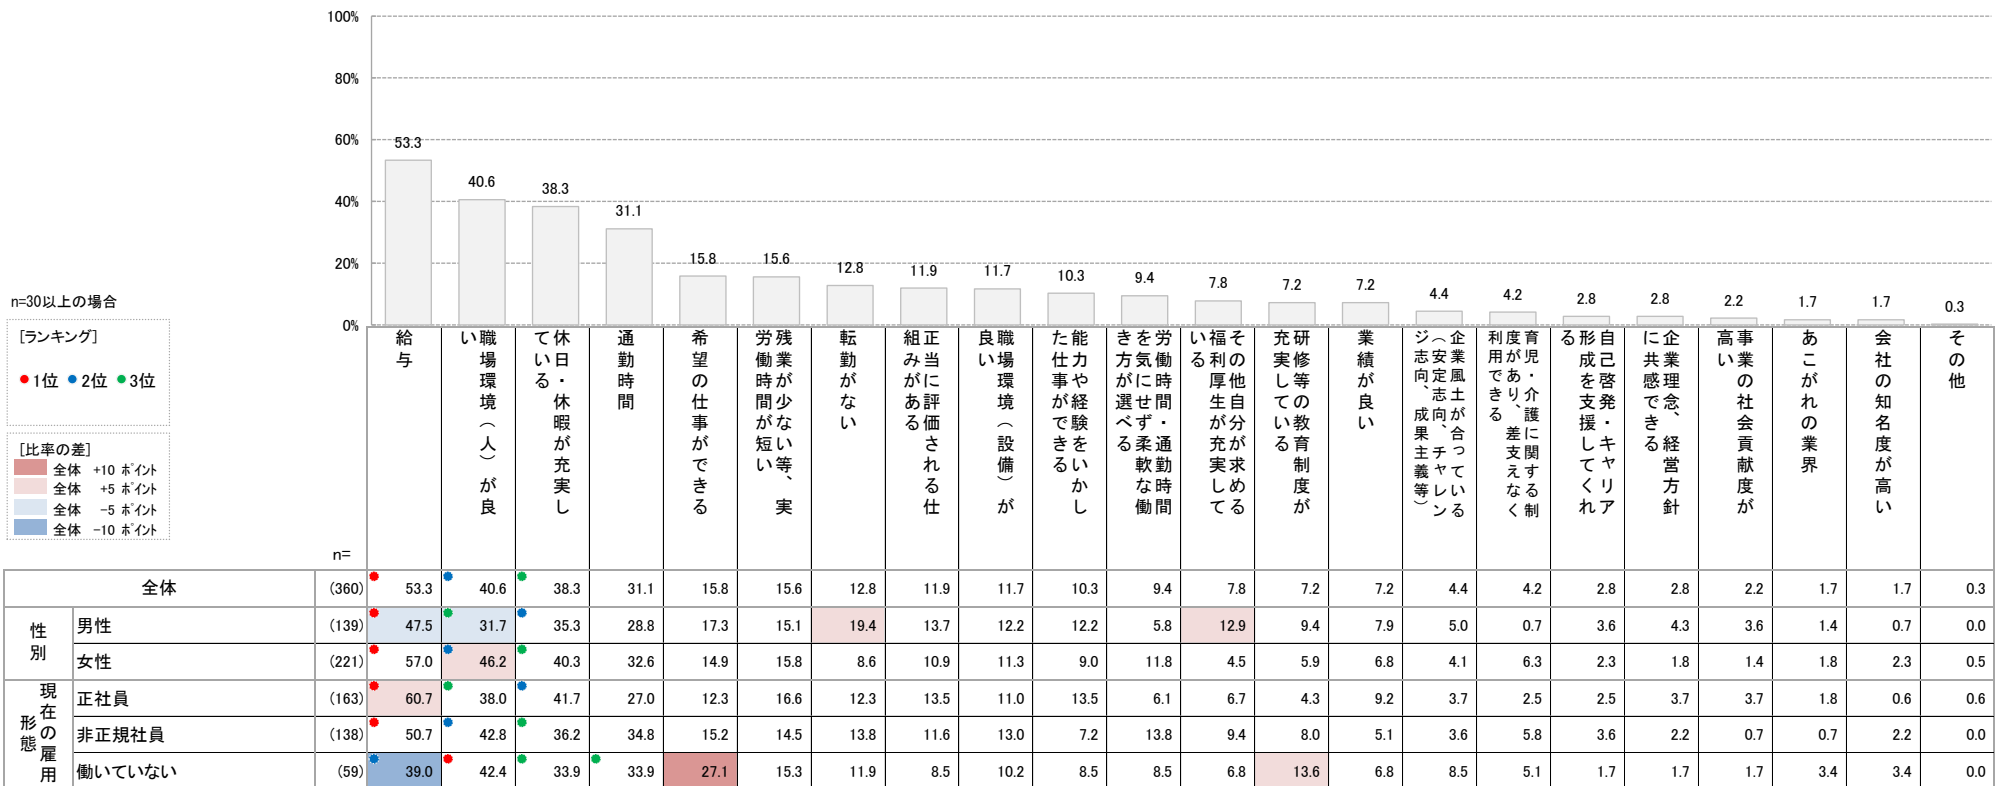 100%
80%
60%
40%
20%
0%
53.3
40.6
38.3
31.1
15.8
15.6
12.8
11.9
11.7
10.3
9.4
7.8
7.2
7.2
4.4
4.2
2.8
2.8
2.2
1.7
1.7
0.3
n=30以上の場合
[ランキング]
●1位 ●2位 ●3位
[比率の差]
全体 +10 ﾎﾟｲﾝﾄ
全体 +5 ﾎﾟｲﾝﾄ
全体 -5 ﾎﾟｲﾝﾄ
全体 -10 ﾎﾟｲﾝﾄ
n=
給与
職場環境（人）が良
い
休日・休暇が充実し
ている
通勤時間
希望の仕事ができる
残業が少ない等、実
労働時間が短い
転勤がない
正当に評価される仕
組みがある
職場環境（設備）が
良い
能力や経験をいかし
た仕事ができる
労働時間・通勤時間
を気にせず柔軟な働
き方が選べる
その他自分が求める
福利厚生が充実して
いる
研修等の教育制度が
充実している
業績が良い
企業風土が合っている
（安定志向、チャレン
ジ志向、成果主義等）
育児・介護に関する制
度があり、差支えなく
利用できる
自己啓発・キャリア
形成を支援してくれ
る
企業理念、経営方針
に共感できる
事業の社会貢献度が
高い
あこがれの業界
会社の知名度が高い
その他
全体 (360) 53.3 40.6 38.3 31.1 15.8 15.6 12.8 11.9 11.7 10.3 9.4 7.8 7.2 7.2 4.4 4.2 2.8 2.8 2.2 1.7 1.7 0.3
性別
男性 (139) 47.5 31.7 35.3 28.8 17.3 15.1 19.4 13.7 12.2 12.2 5.8 12.9 9.4 7.9 5.0 0.7 3.6 4.3 3.6 1.4 0.7 0.0
女性 (221) 57.0 46.2 40.3 32.6 14.9 15.8 8.6 10.9 11.3 9.0 11.8 4.5 5.9 6.8 4.1 6.3 2.3 1.8 1.4 1.8 2.3 0.5
現在の雇用
形態
正社員 (163) 60.7 38.0 41.7 27.0 12.3 16.6 12.3 13.5 11.0 13.5 6.1 6.7 4.3 9.2 3.7 2.5 2.5 3.7 3.7 1.8 0.6 0.6
非正規社員 (138) 50.7 42.8 36.2 34.8 15.2 14.5 13.8 11.6 13.0 7.2 13.8 9.4 8.0 5.1 3.6 5.8 3.6 2.2 0.7 0.7 2.2 0.0
働いていない (59) 39.0 42.4 33.9 33.9 27.1 15.3 11.9 8.5 10.2 8.5 8.5 6.8 13.6 6.8 8.5 5.1 1.7 1.7 1.7 3.4 3.4 0.0